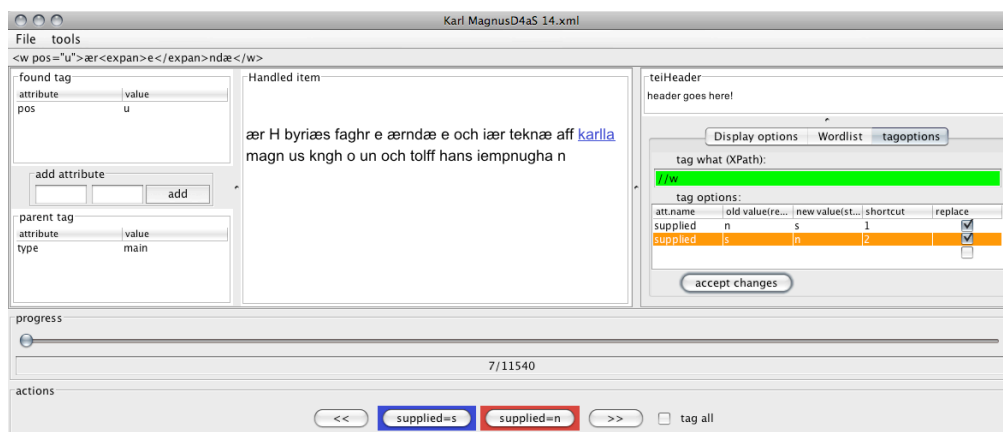 Karl MagnusD4aS 14.xml
File tools
<w pos="u">ær<expan>e</expan>ndæ</w>
found tag
attribute value
pos u
add attribute
add
parent tag
attribute value
type main
Handled item
ær H byriæs faghr e ærndæ e och iær teknæ aff karlla
magn us kngh o un och tolff hans iempnugha n
teiHeader
header goes here!
Display options Wordlist tagoptions
tag what (XPath):
//w
tag options:
att.name old value(re... new value(st... shortcut replace
supplied n s 1
supplied s n 2
accept changes
progress
7/11540
actions
<< supplied=s supplied=n >> tag all